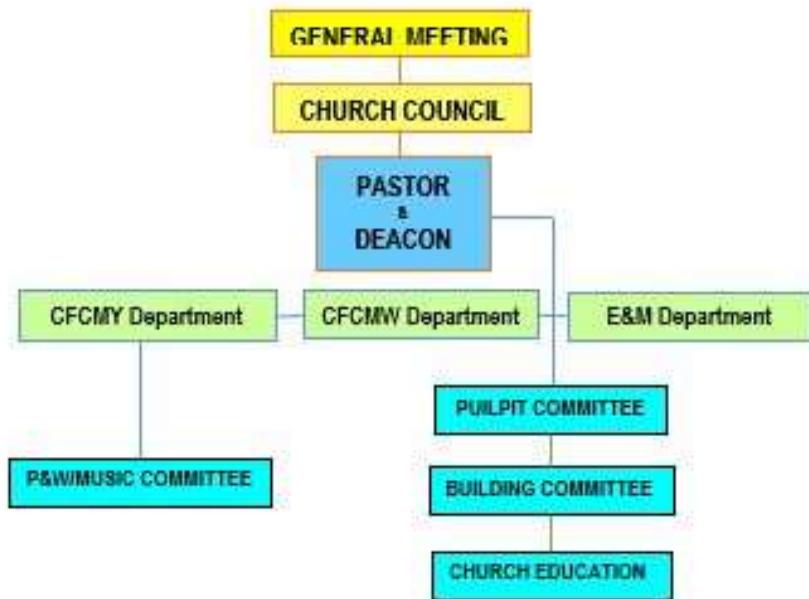 GENERAL MEETING
CHURCH COUNCIL
PASTOR
&
DEACON
CFCMY Department
CFCMW Department
E&M Department
PUILPIT COMMITTEE
P&W/MUSIC COMMITTEE
BUILDING COMMITTEE
CHURCH EDUCATION